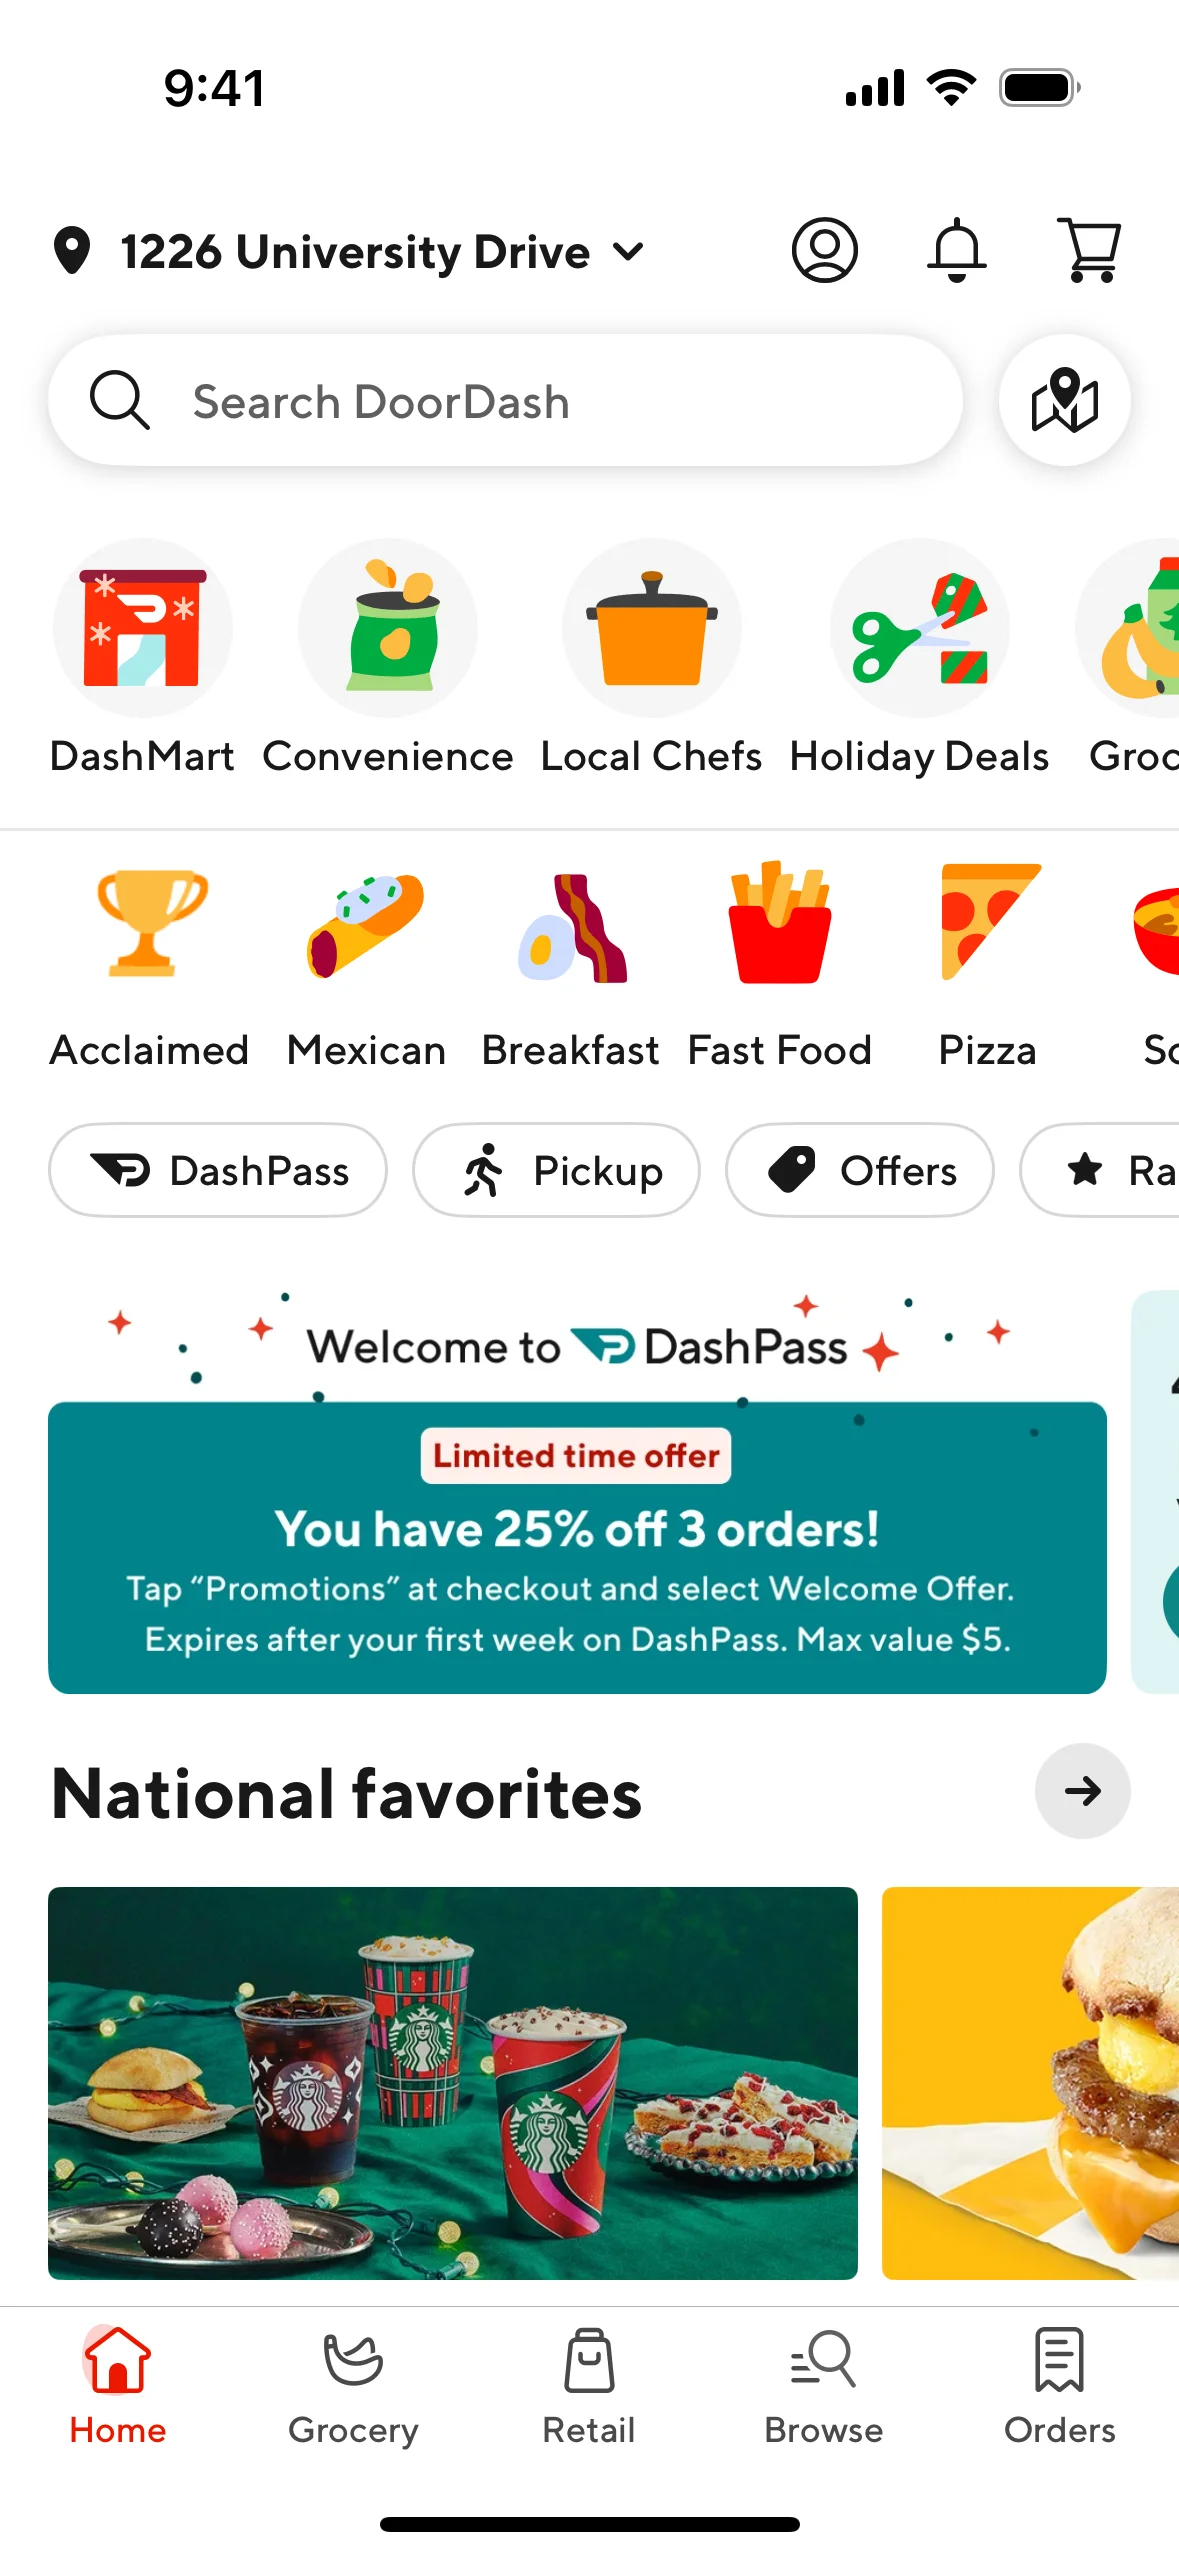 9:41
1226 University Drive
Search DoorDash
DashMart Convenience Local Chefs Holiday Deals
Acclaimed Mexican Breakfast Fast Food Pizza
DashPass Pickup Offers
Welcome to DashPass
Limited time offer
You have 25% off 3 orders!
Tap “Promotions” at checkout and select Welcome Offer.
Expires after your first week on DashPass. Max value $5.
National favorites
Home Grocery Retail Browse Orders